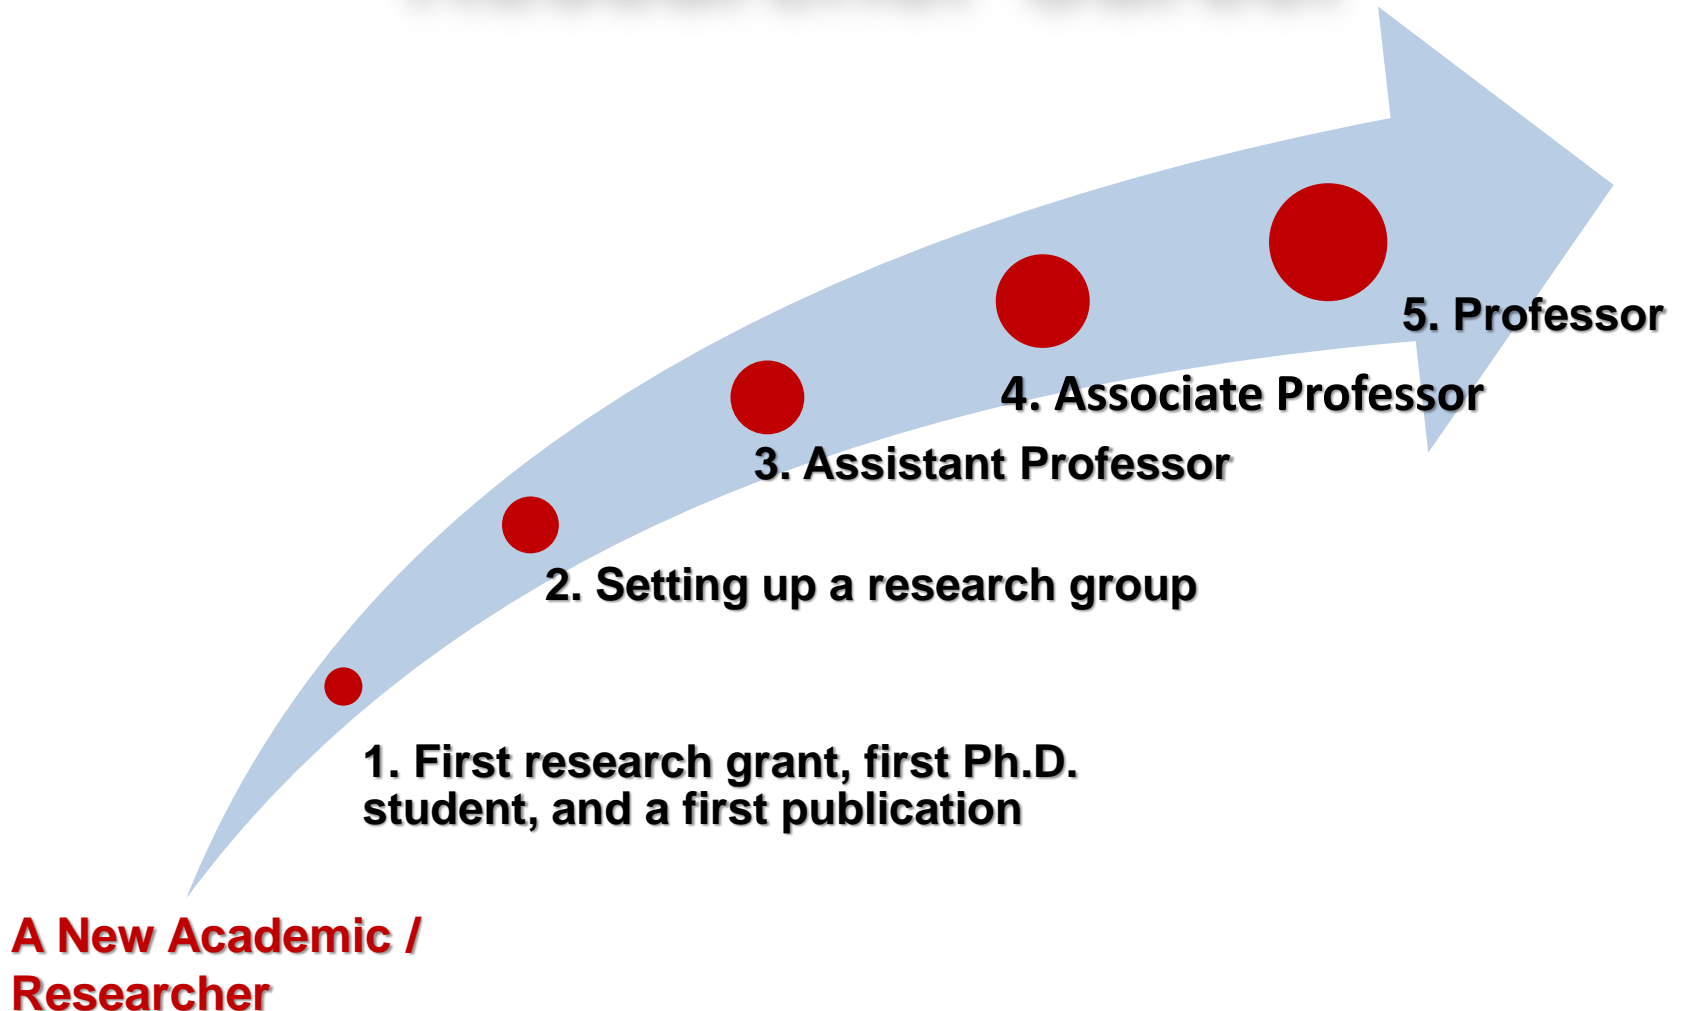 5. Professor
4. Associate Professor
3. Assistant Professor
2. Setting up a research group
1. First research grant, first Ph.D.
student, and a first publication
A New Academic /
Researcher